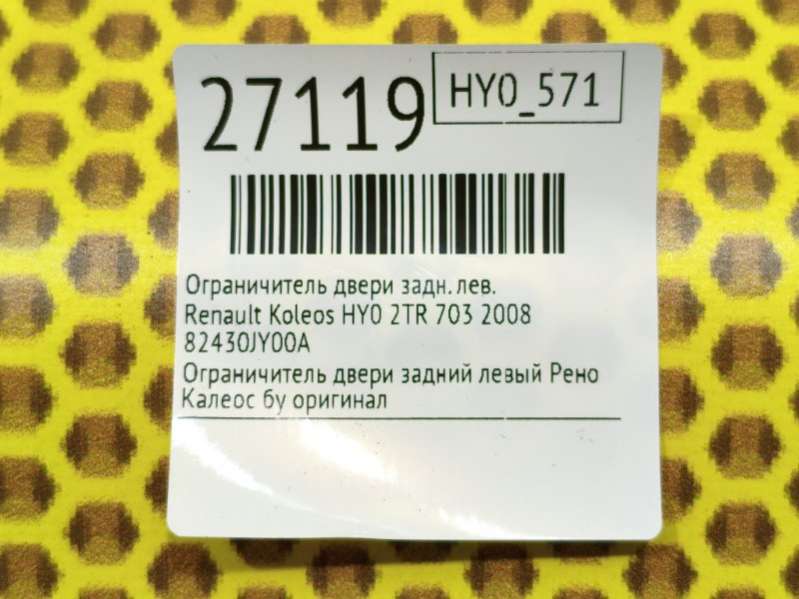 27119
HY0_571
Ограничитель двери задн. лев.
Renault Koleos HY0 2TR 703 2008
82430JY00A
Ограничитель двери задний левый Рено
Калеос бу оригинал